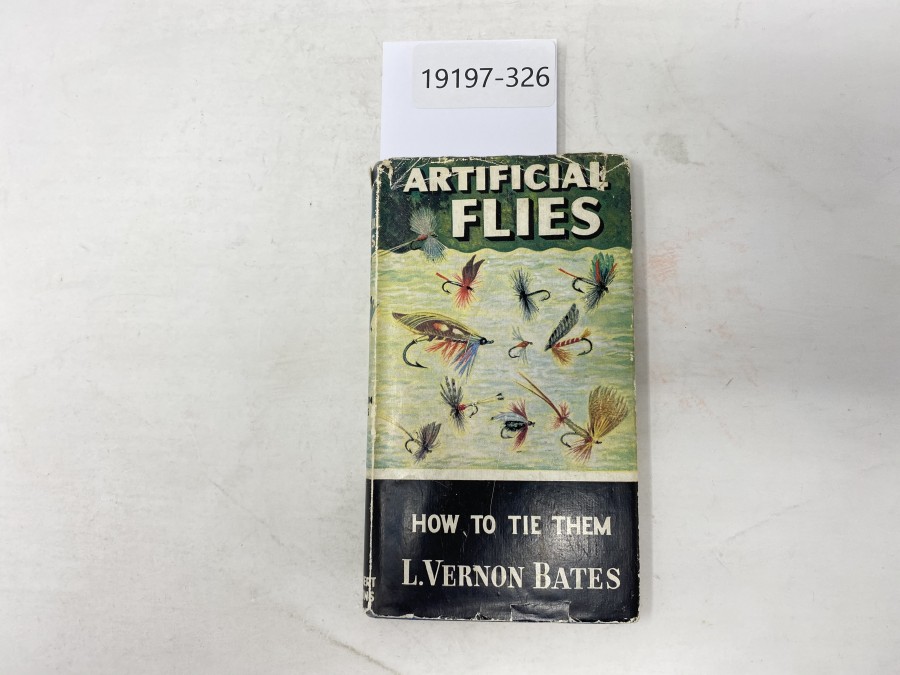 19197-326
ARTIFICIAL
FLIES
HOW TO TIE THEM
L. VERNON BATES